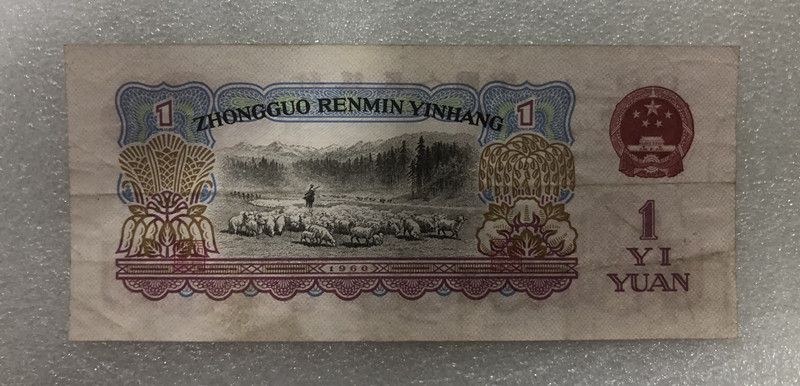 1
ZHONGGUO RENMIN YINHANG
1
1
YI
YUAN
1960